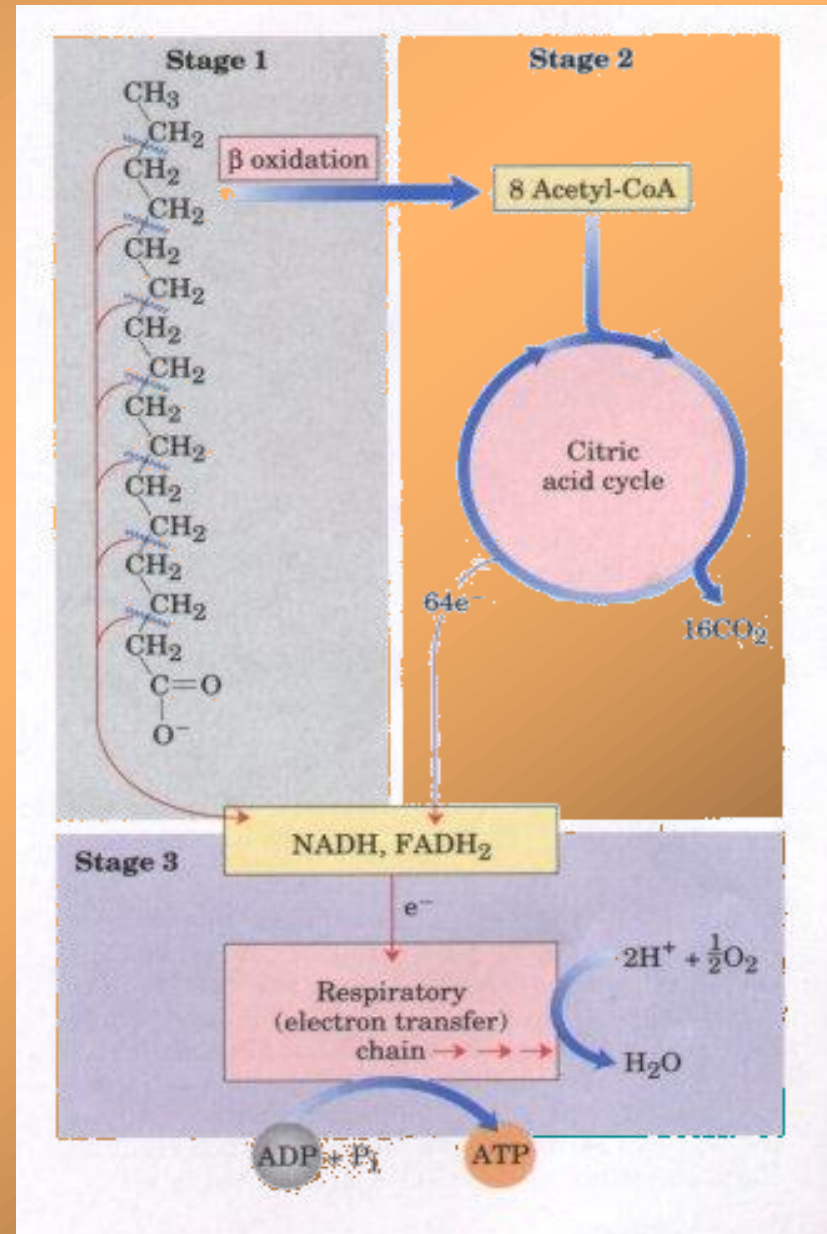 Stage 1
CH₃
CH₂
CH₂
CH₂
CH₂
CH₂
CH₂
CH₂
CH₂
CH₂
CH₂
CH₂
CH₂
CH₂
CH₂
C=O
O⁻
β oxidation
Stage 2
8 Acetyl-CoA
Citric
acid cycle
64e⁻
16CO₂
Stage 3
NADH, FADH₂
e⁻
Respiratory
(electron transfer)
chain
2H⁺ + ½O₂
H₂O
ADP + Pᵢ
ATP